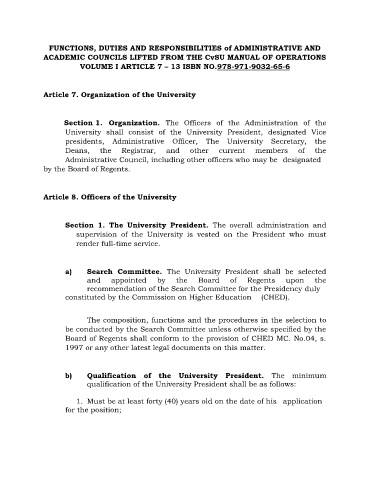 FUNCTIONS, DUTIES AND RESPONSIBILITIES of ADMINISTRATIVE AND
ACADEMIC COUNCILS LIFTED FROM THE CvSU MANUAL OF OPERATIONS
VOLUME I ARTICLE 7 – 13 ISBN NO.978-971-9032-65-6
Article 7. Organization of the University
Section 1. Organization. The Officers of the Administration of the
University shall consist of the University President, designated Vice
presidents, Administrative Officer, The University Secretary, the
Deans, the Registrar, and other current members of the
Administrative Council, including other officers who may be designated
by the Board of Regents.
Article 8. Officers of the University
Section 1. The University President. The overall administration and
supervision of the University is vested on the President who must
render full-time service.
a) Search Committee. The University President shall be selected
and appointed by the Board of Regents upon the
recommendation of the Search Committee for the Presidency duly
constituted by the Commission on Higher Education (CHED).
The composition, functions and the procedures in the selection to
be conducted by the Search Committee unless otherwise specified by the
Board of Regents shall conform to the provision of CHED MC. No.04, s.
1997 or any other latest legal documents on this matter.
b) Qualification of the University President. The minimum
qualification of the University President shall be as follows:
1. Must be at least forty (40) years old on the date of his application
for the position;